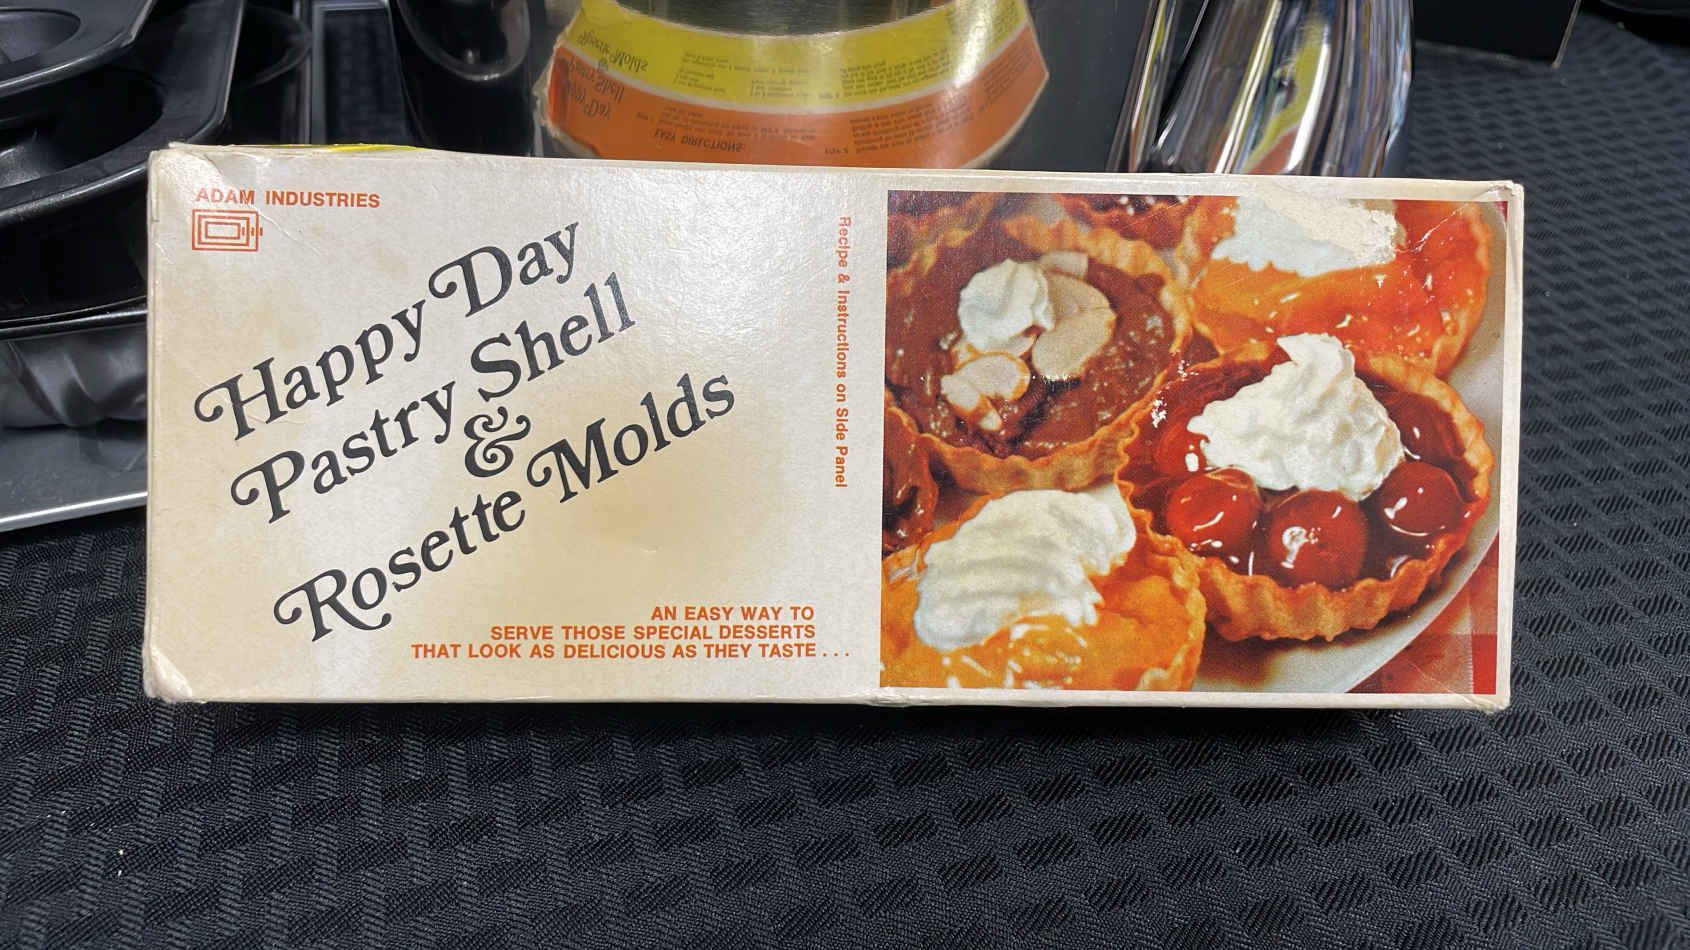 ADAM INDUSTRIES
Happy Day
Pastry Shell
&
Rosette Molds
AN EASY WAY TO
SERVE THOSE SPECIAL DESSERTS
THAT LOOK AS DELICIOUS AS THEY TASTE . . .
Recipe & Instructions on Side Panel
EASY DIRECTIONS: